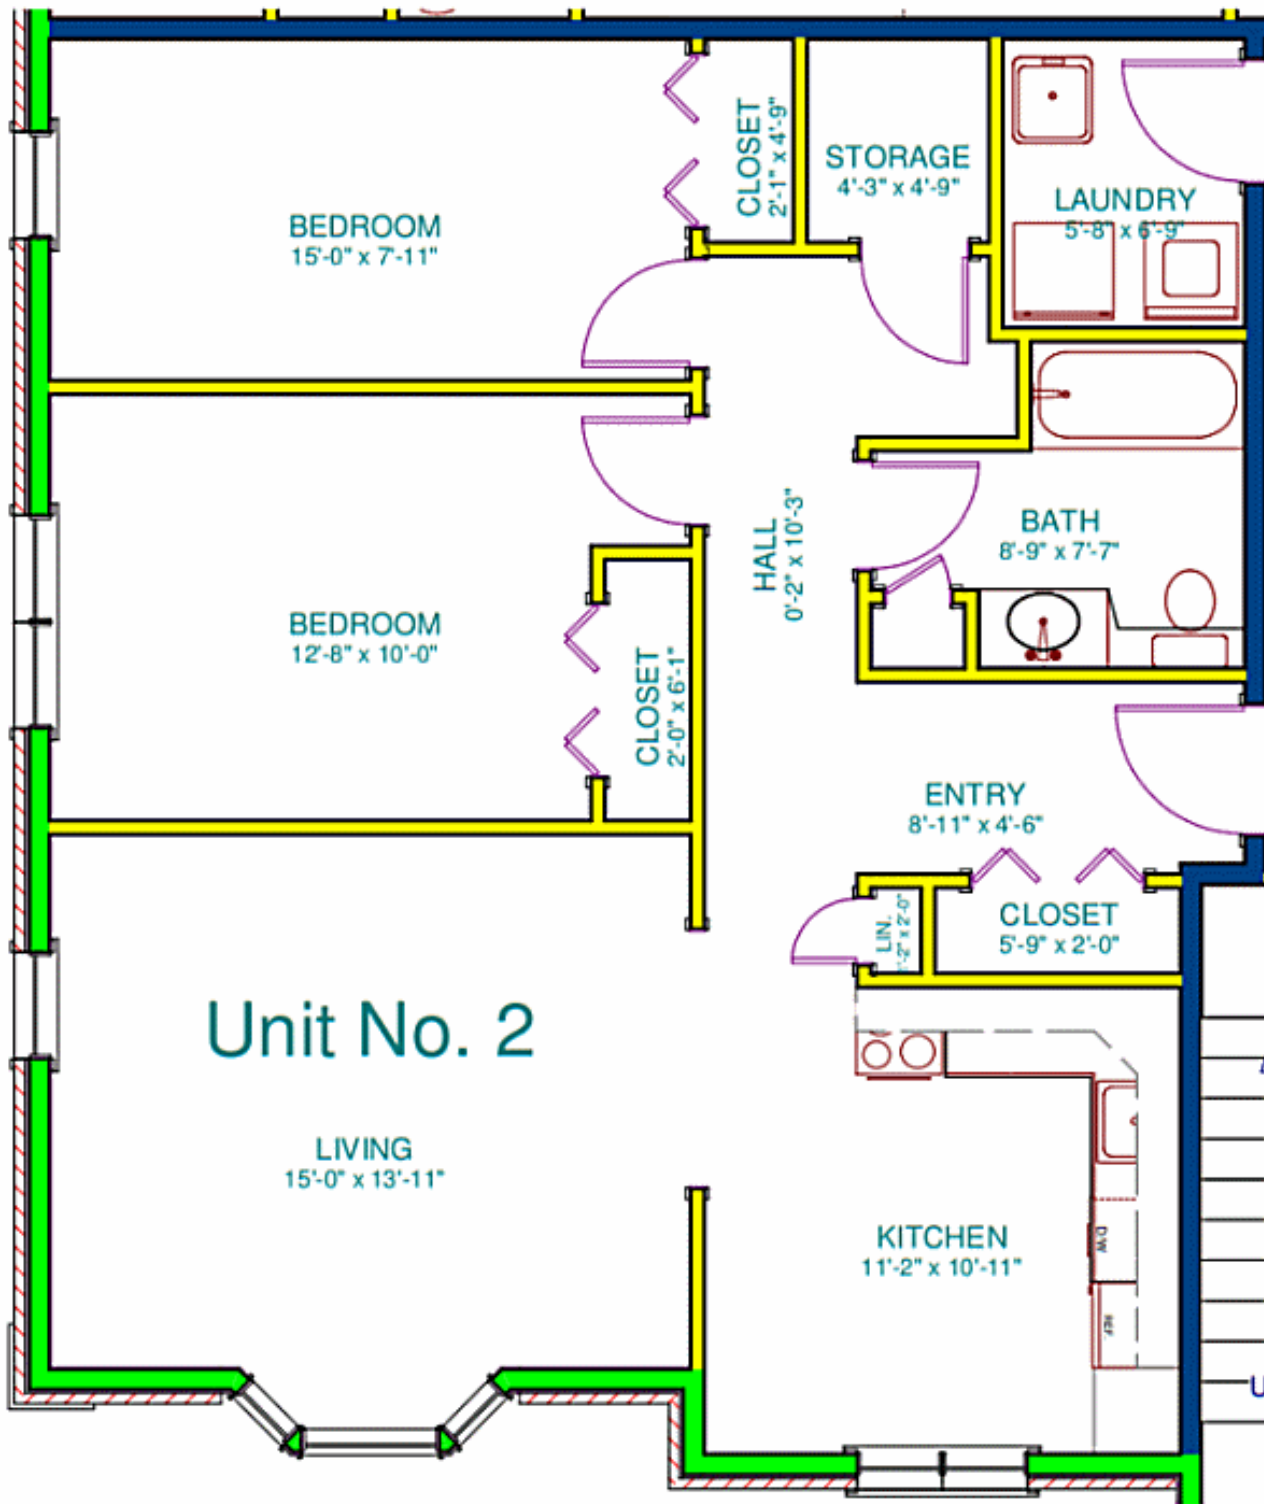 CLOSET
2'-1" x 4'-9"
STORAGE
4'-3" x 4'-9"
LAUNDRY
5'-8" x 6'-9"
BEDROOM
15'-0" x 7'-11"
HALL
0'-2" x 10'-3"
BATH
8'-9" x 7'-7"
BEDROOM
12'-8" x 10'-0"
CLOSET
2'-0" x 6'-1"
ENTRY
8'-11" x 4'-6"
LIN.
CLOSET
5'-9" x 2'-0"
Unit No. 2
LIVING
15'-0" x 13'-11"
KITCHEN
11'-2" x 10'-11"
D/W
REF.
U